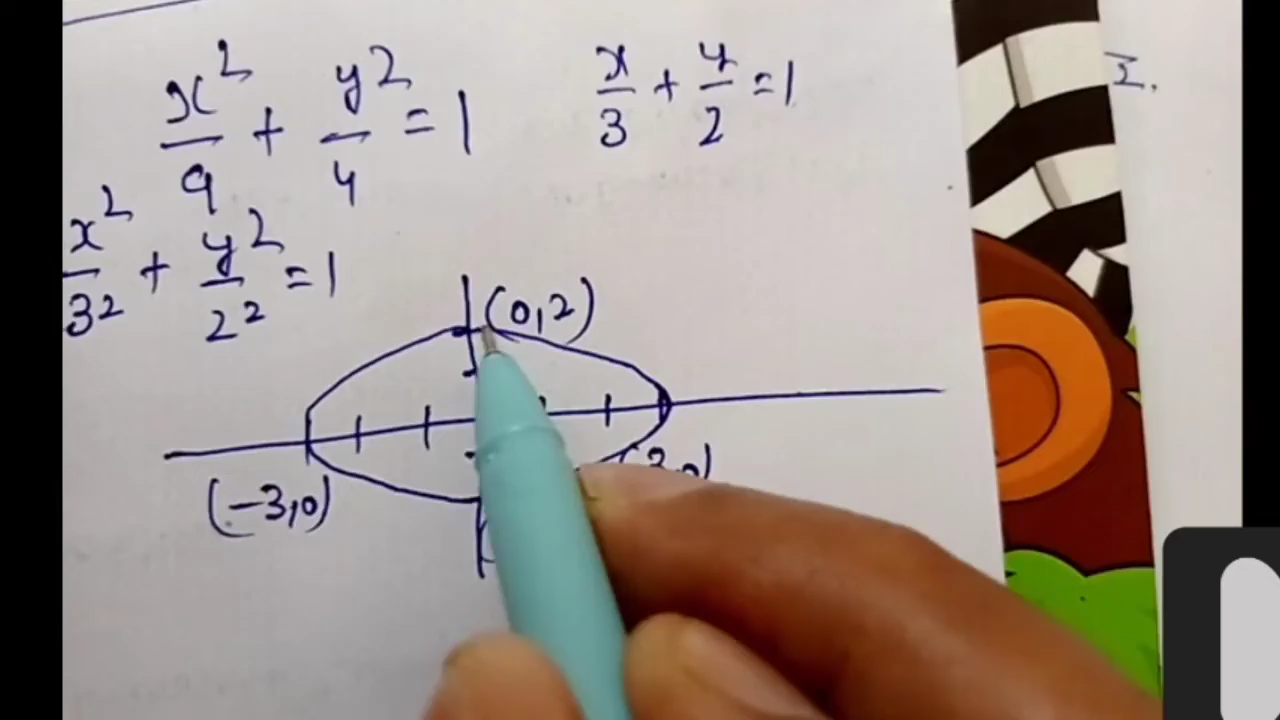 x²/9 + y²/4 = 1
x/3 + y/2 = 1
x²/3² + y²/2² = 1
(0,2)
(-3,0)